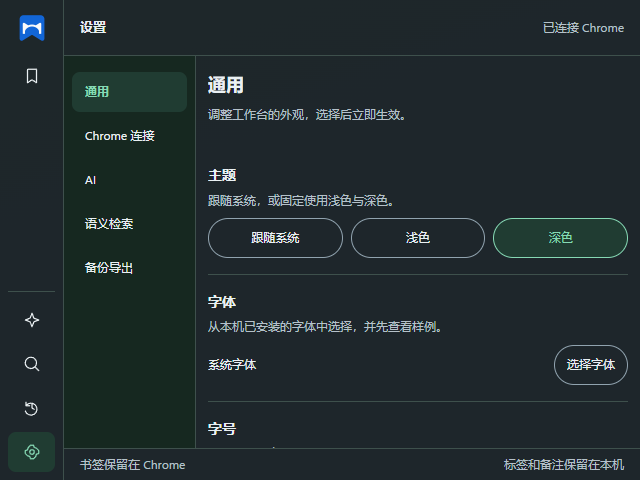 设置
已连接 Chrome
通用
Chrome 连接
AI
语义检索
备份导出
通用
调整工作台的外观，选择后立即生效。
主题
跟随系统，或固定使用浅色与深色。
跟随系统
浅色
深色
字体
从本机已安装的字体中选择，并先查看样例。
系统字体
选择字体
字号
书签保留在 Chrome
标签和备注保留在本机